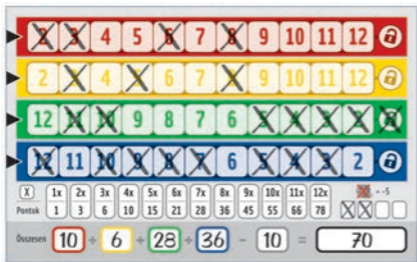 2 3 4 5 6 7 8 9 10 11 12
2 3 4 5 6 7 8 9 10 11 12
12 11 10 9 8 7 6 5 4 3 2
12 11 10 9 8 7 6 5 4 3 2
X 1x 2x 3x 4x 5x 6x 7x 8x 9x 10x 11x 12x = -5
Pontok 1 3 6 10 15 21 28 36 45 55 66 78 X X
Összesen 10 + 6 + 28 + 36 - 10 = 70